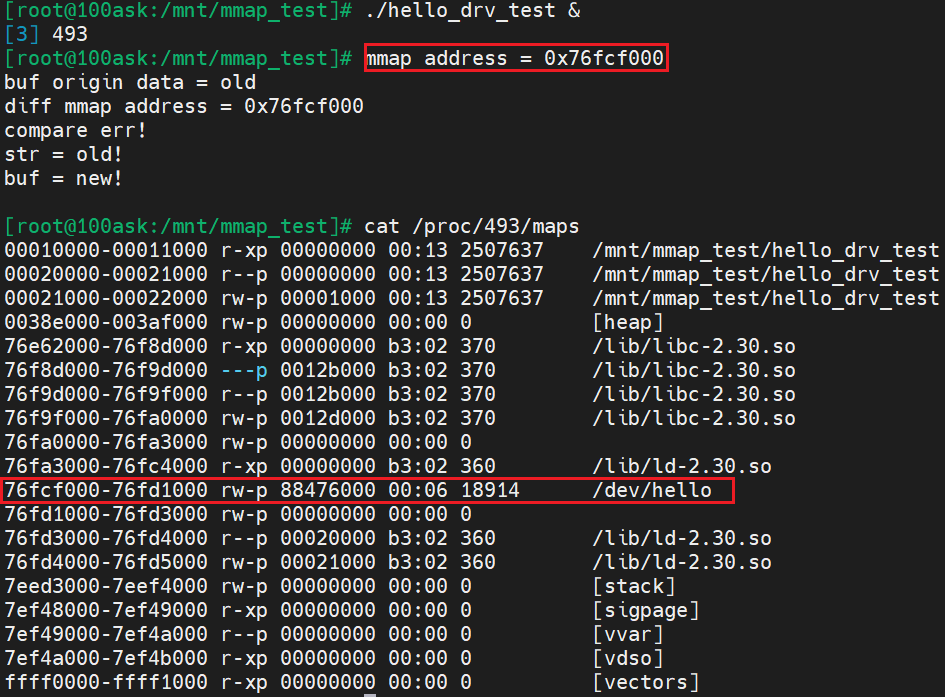 [root@100ask:/mnt/mmap_test]# ./hello_drv_test &
[3] 493
[root@100ask:/mnt/mmap_test]# mmap address = 0x76fcf000
buf origin data = old
diff mmap address = 0x76fcf000
compare err!
str = old!
buf = new!
[root@100ask:/mnt/mmap_test]# cat /proc/493/maps
00010000-00011000 r-xp 00000000 00:13 2507637 /mnt/mmap_test/hello_drv_test
00020000-00021000 r--p 00000000 00:13 2507637 /mnt/mmap_test/hello_drv_test
00021000-00022000 rw-p 00001000 00:13 2507637 /mnt/mmap_test/hello_drv_test
0038e000-003af000 rw-p 00000000 00:00 0 [heap]
76e62000-76f8d000 r-xp 00000000 b3:02 370 /lib/libc-2.30.so
76f8d000-76f9d000 ---p 0012b000 b3:02 370 /lib/libc-2.30.so
76f9d000-76f9f000 r--p 0012b000 b3:02 370 /lib/libc-2.30.so
76f9f000-76fa0000 rw-p 0012d000 b3:02 370 /lib/libc-2.30.so
76fa0000-76fa3000 rw-p 00000000 00:00 0
76fa3000-76fc4000 r-xp 00000000 b3:02 360 /lib/ld-2.30.so
76fcf000-76fd1000 rw-p 88476000 00:06 18914 /dev/hello
76fd1000-76fd3000 rw-p 00000000 00:00 0
76fd3000-76fd4000 r--p 00020000 b3:02 360 /lib/ld-2.30.so
76fd4000-76fd5000 rw-p 00021000 b3:02 360 /lib/ld-2.30.so
7eed3000-7eef4000 rw-p 00000000 00:00 0 [stack]
7ef48000-7ef49000 r-xp 00000000 00:00 0 [sigpage]
7ef49000-7ef4a000 r--p 00000000 00:00 0 [vvar]
7ef4a000-7ef4b000 r-xp 00000000 00:00 0 [vdso]
ffff0000-ffff1000 r-xp 00000000 00:00 0 [vectors]